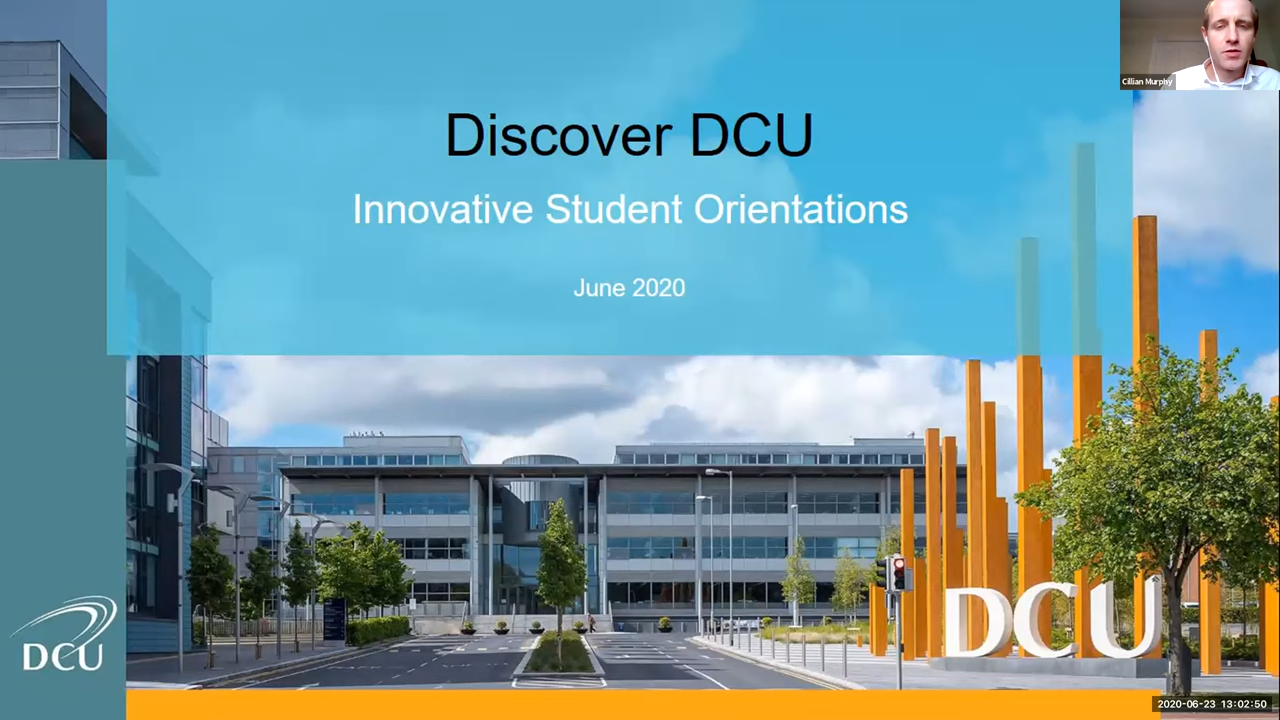 Discover DCU
Innovative Student Orientations
June 2020
Cillian Murphy
DCU
DCU
2020-06-23 13:02:50